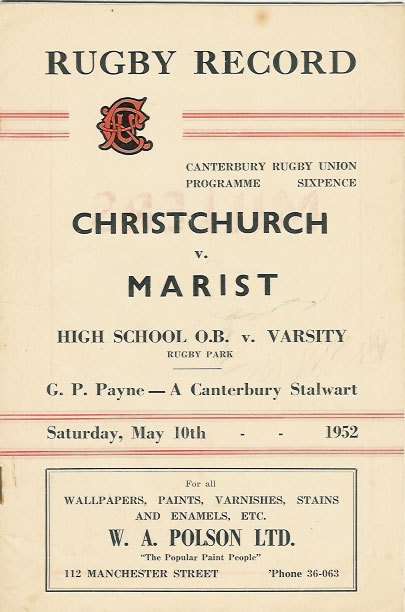 RUGBY RECORD
CANTERBURY RUGBY UNION
PROGRAMME SIXPENCE
CHRISTCHURCH
v.
MARIST
HIGH SCHOOL O.B. v. VARSITY
RUGBY PARK
G. P. Payne — A Canterbury Stalwart
Saturday, May 10th - - 1952
For all
WALLPAPERS, PAINTS, VARNISHES, STAINS
AND ENAMELS, ETC.
W. A. POLSON LTD.
"The Popular Paint People"
112 MANCHESTER STREET 'Phone 36-063